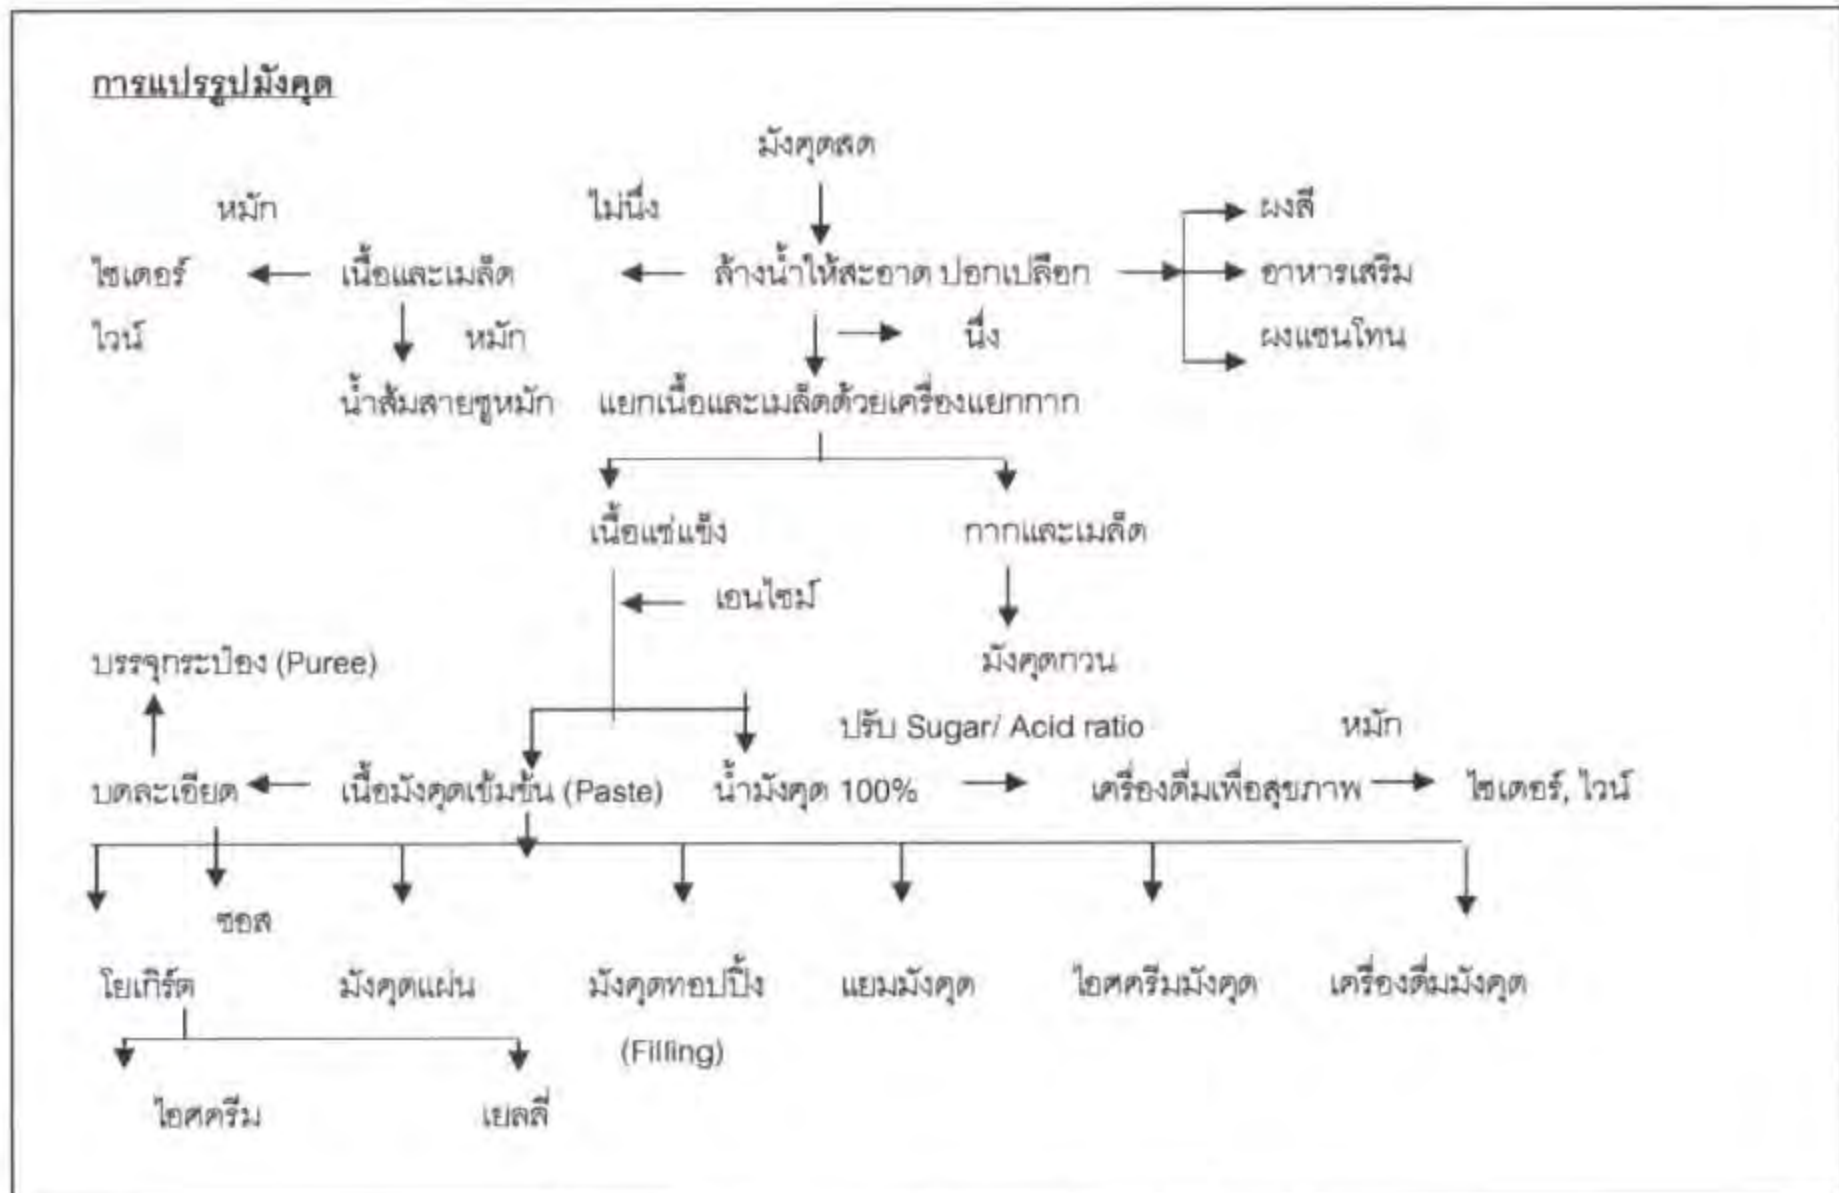 การแปรรูปมังคุด
มังคุดสด
หมัก ไม่นึ่ง ผงสี
ไซเดอร์ เนื้อและเมล็ด ล้างน้ำให้สะอาด ปอกเปลือก อาหารเสริม
ไวน์ หมัก นึ่ง ผงแซนโทน
น้ำส้มสายชูหมัก แยกเนื้อและเมล็ดด้วยเครื่องแยกกาก
เนื้อแช่แข็ง กากและเมล็ด
เอนไซม์
บรรจุกระป๋อง (Puree) มังคุดกวน
ปรับ Sugar/ Acid ratio หมัก
บดละเอียด เนื้อมังคุดเข้มข้น (Paste) น้ำมังคุด 100% เครื่องดื่มเพื่อสุขภาพ ไซเดอร์, ไวน์
ซอส
โยเกิร์ต มังคุดแผ่น มังคุดทอปปิ้ง แยมมังคุด ไอศครีมมังคุด เครื่องดื่มมังคุด
(Filling)
ไอศครีม เยลลี่